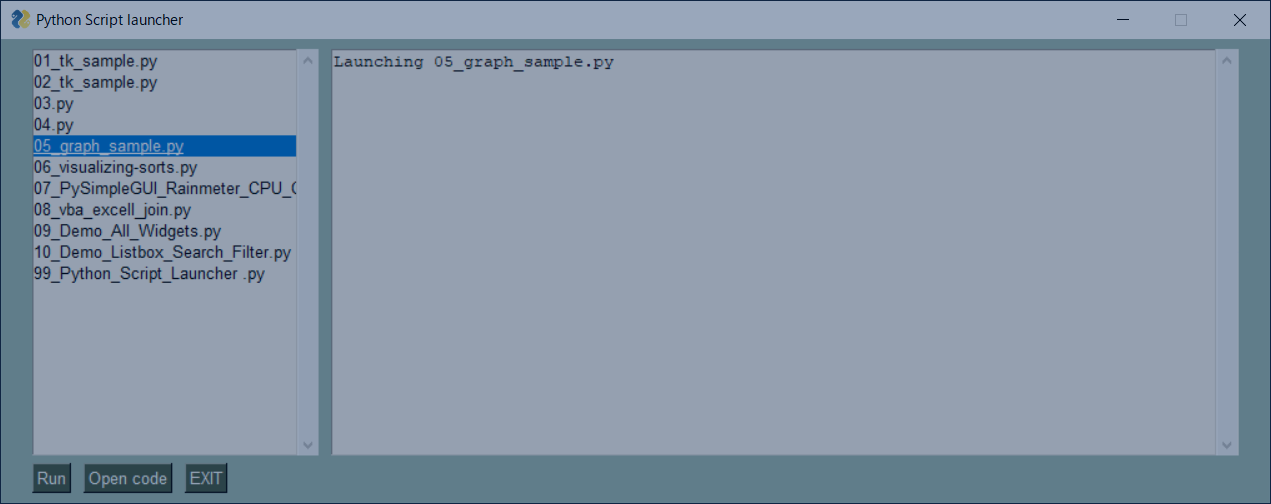 Python Script launcher
01_tk_sample.py
02_tk_sample.py
03.py
04.py
05_graph_sample.py
06_visualizing-sorts.py
07_PySimpleGUI_Rainmeter_CPU_C
08_vba_excell_join.py
09_Demo_All_Widgets.py
10_Demo_Listbox_Search_Filter.py
99_Python_Script_Launcher .py
Launching 05_graph_sample.py
Run Open code EXIT